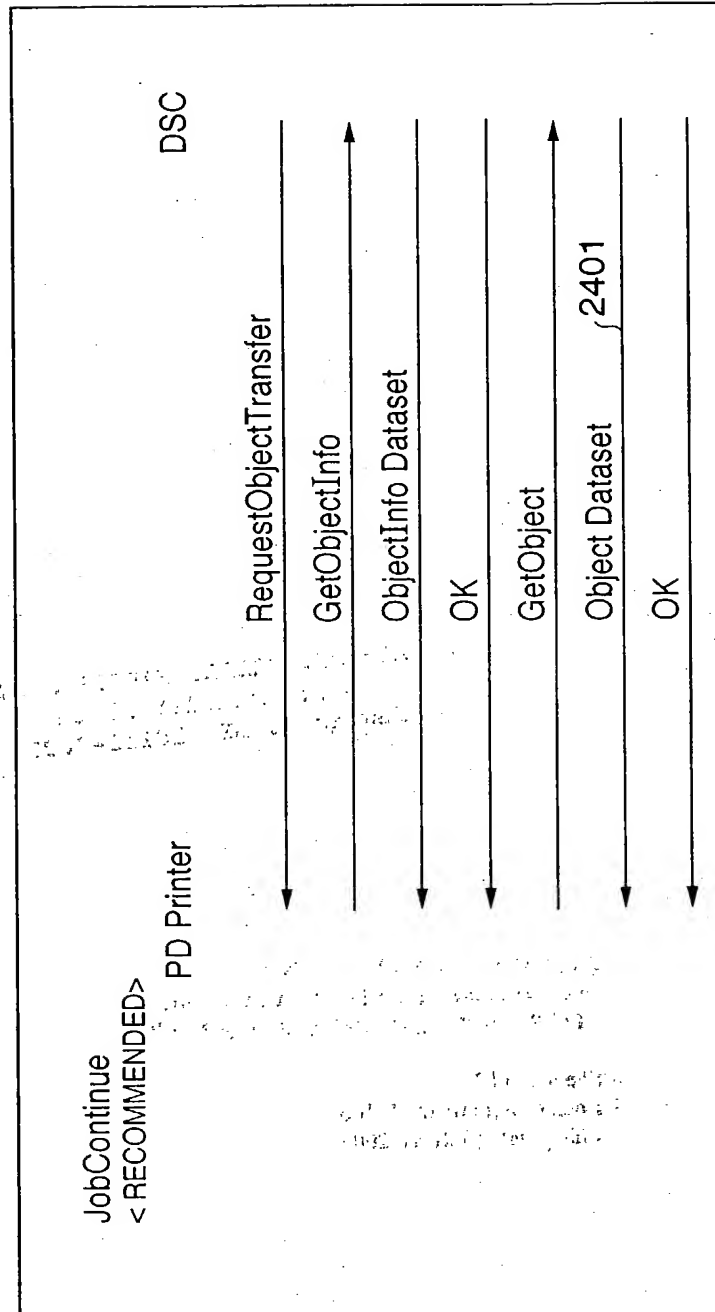 JobContinue
< RECOMMENDED>
PD Printer
DSC
RequestObjectTransfer
GetObjectInfo
ObjectInfo Dataset
OK
GetObject
Object Dataset
2401
OK